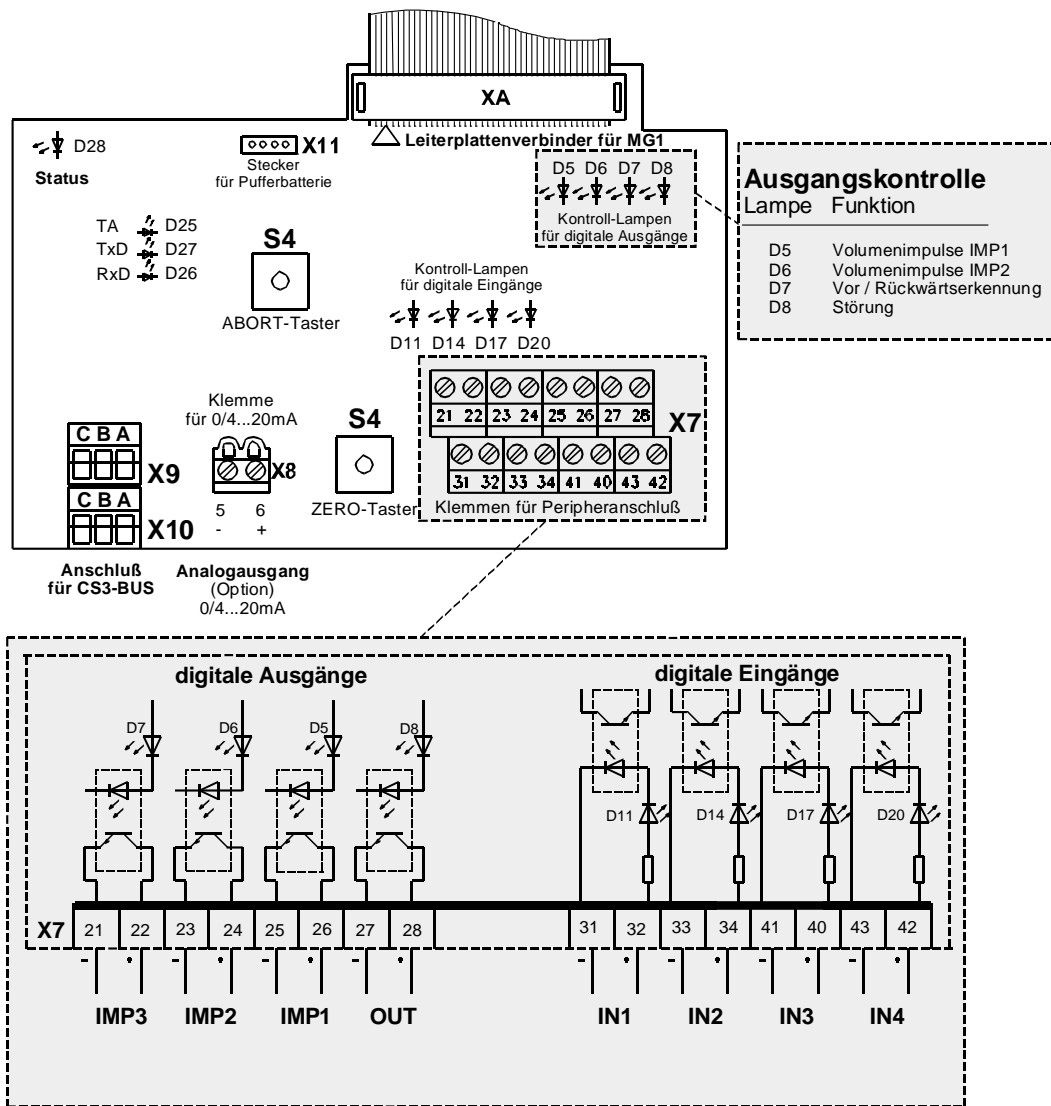 XA
Leiterplattenverbinder für MG1
D28
Status
X11
Stecker
für Pufferbatterie
D5 D6 D7 D8
Kontroll-Lampen
für digitale Ausgänge
Ausgangskontrolle
Lampe Funktion
D5 Volumenimpulse IMP1
D6 Volumenimpulse IMP2
D7 Vor / Rückwärtserkennung
D8 Störung
TA D25
TxD D27
RxD D26
S4
ABORT-Taster
Kontroll-Lampen
für digitale Eingänge
D11 D14 D17 D20
Klemme
für 0/4...20mA
S4
ZERO-Taster
21 22 23 24 25 26 27 28
X7
31 32 33 34 41 40 43 42
Klemmen für Peripheranschluß
C B A
X9
C B A
X10
X8
5 6
- +
Anschluß
für CS3-BUS
Analogausgang
(Option)
0/4...20mA
digitale Ausgänge
digitale Eingänge
D7 D6 D5 D8
D11 D14 D17 D20
X7 21 22 23 24 25 26 27 28 31 32 33 34 41 40 43 42
IMP3 IMP2 IMP1 OUT IN1 IN2 IN3 IN4